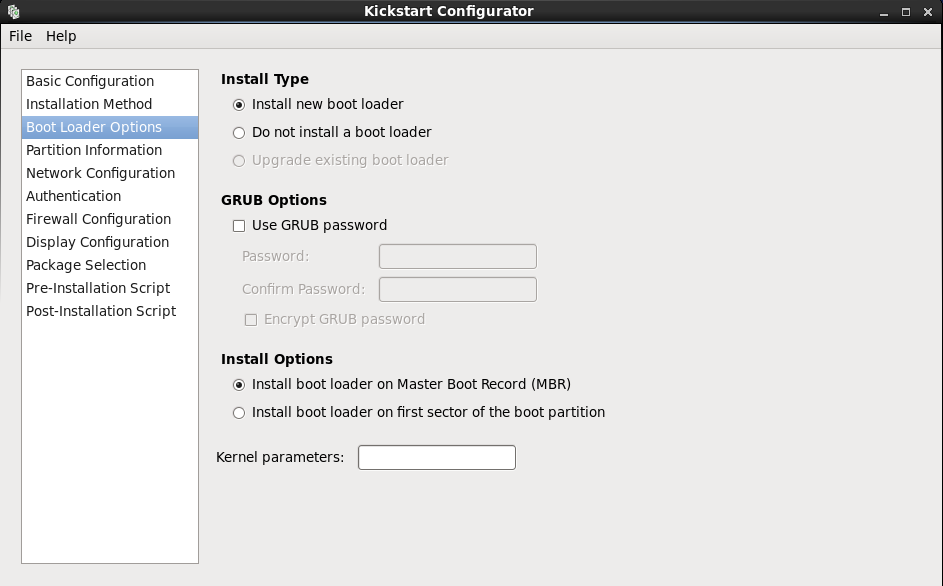 Kickstart Configurator
File Help
Basic Configuration
Installation Method
Boot Loader Options
Partition Information
Network Configuration
Authentication
Firewall Configuration
Display Configuration
Package Selection
Pre-Installation Script
Post-Installation Script
Install Type
Install new boot loader
Do not install a boot loader
Upgrade existing boot loader
GRUB Options
Use GRUB password
Password:
Confirm Password:
Encrypt GRUB password
Install Options
Install boot loader on Master Boot Record (MBR)
Install boot loader on first sector of the boot partition
Kernel parameters: